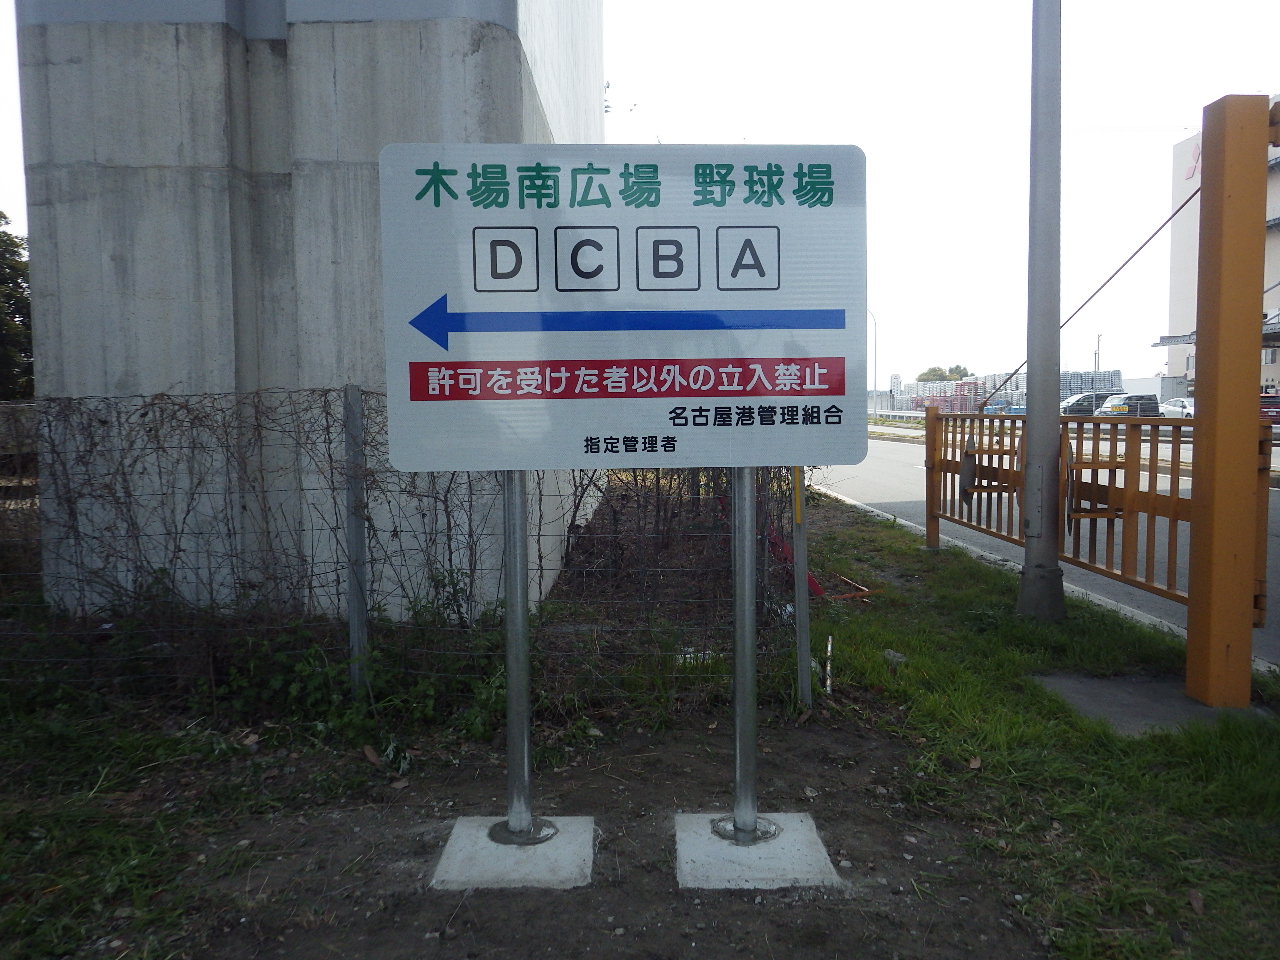 木場南広場 野球場
D C B A
許可を受けた者以外の立入禁止
名古屋港管理組合
指定管理者